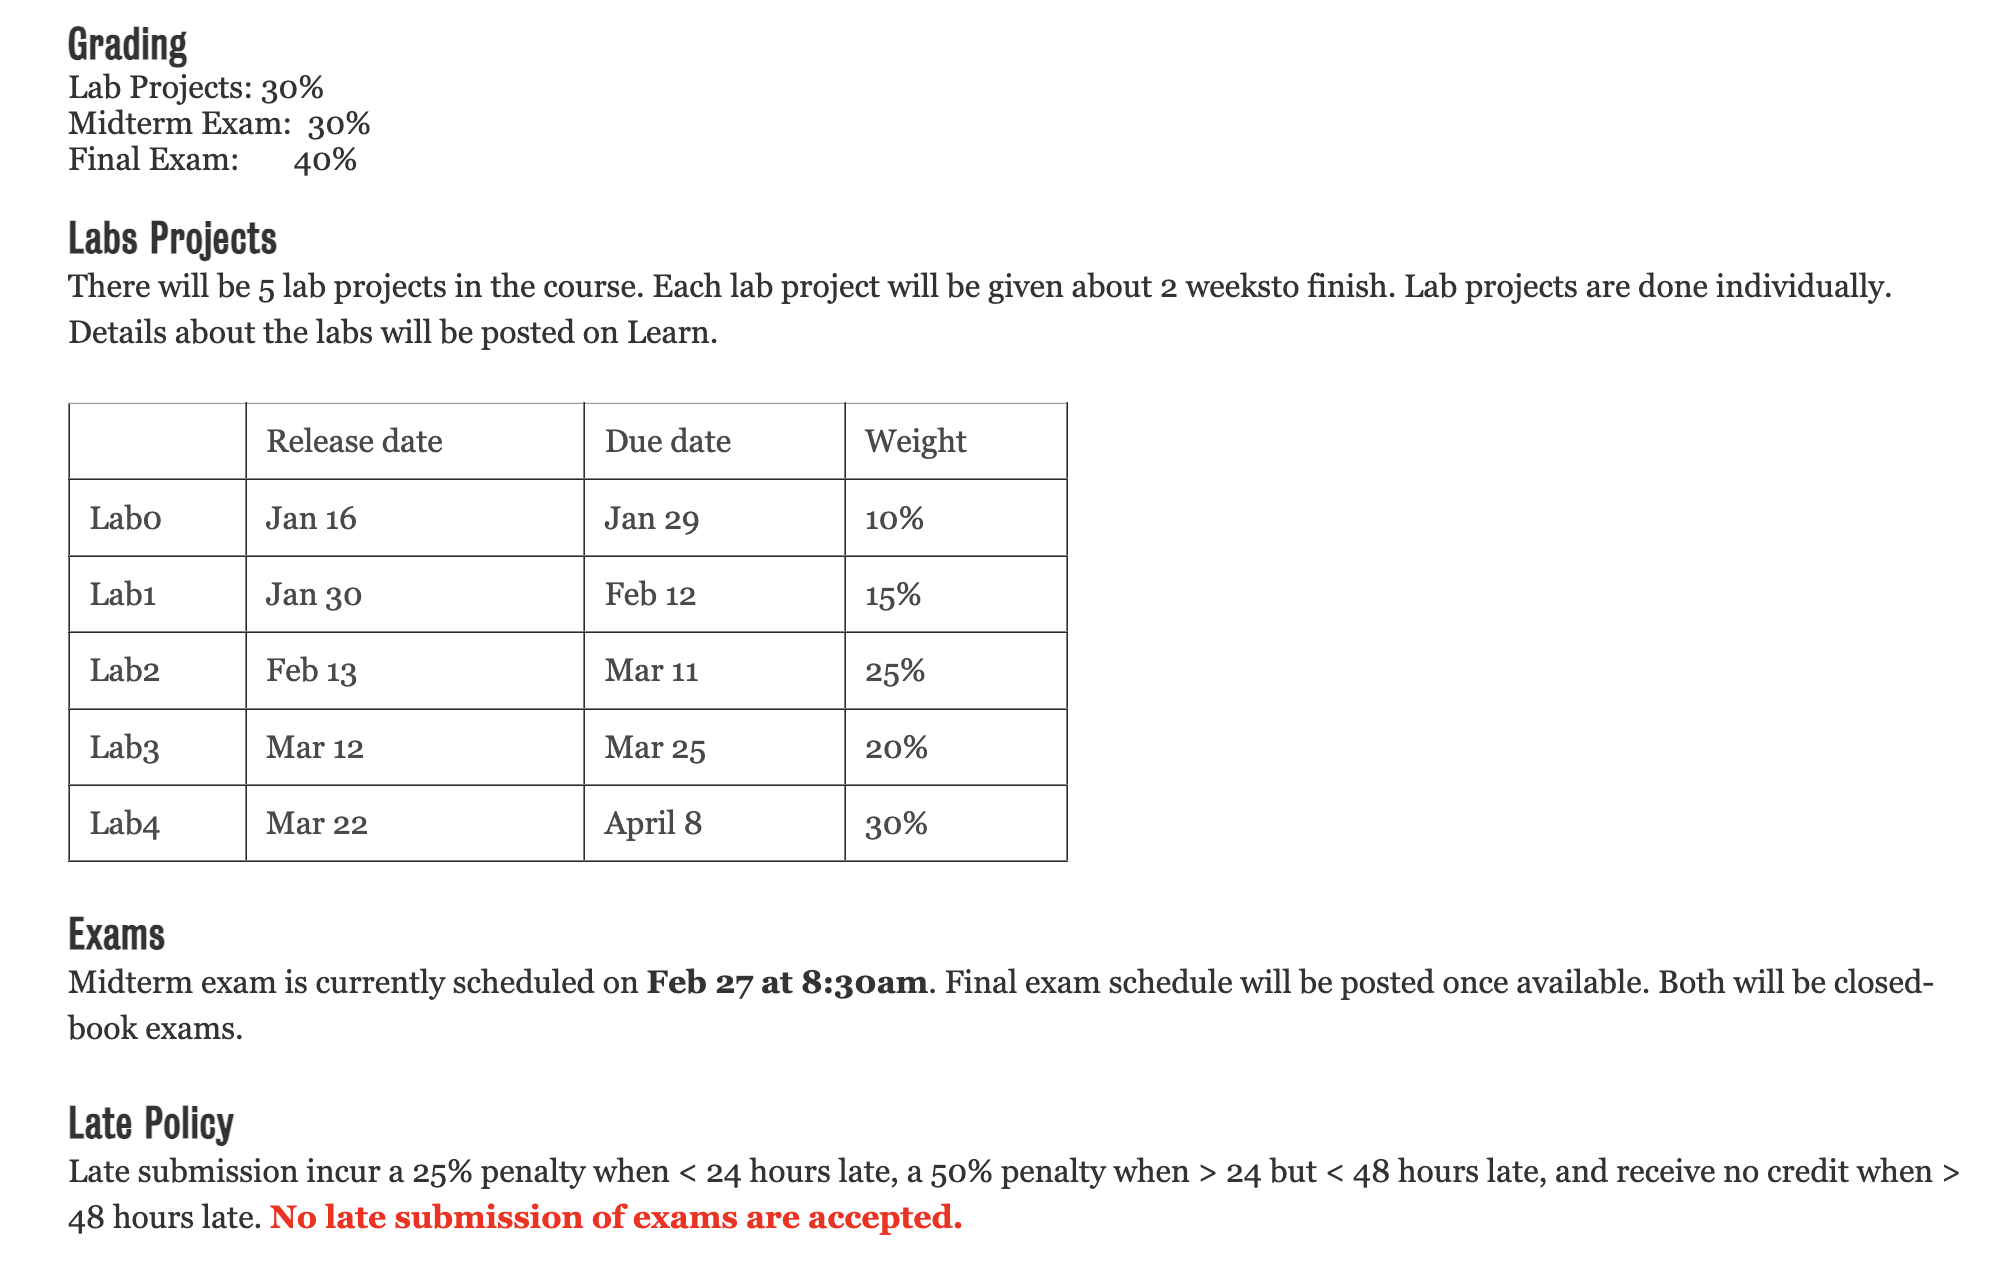 Grading
Lab Projects: 30%
Midterm Exam:  30%
Final Exam:      40%
Labs Projects
There will be 5 lab projects in the course. Each lab project will be given about 2 weeksto finish. Lab projects are done individually.
Details about the labs will be posted on Learn.
Release date Due date Weight
Lab0 Jan 16 Jan 29 10%
Lab1 Jan 30 Feb 12 15%
Lab2 Feb 13 Mar 11 25%
Lab3 Mar 12 Mar 25 20%
Lab4 Mar 22 April 8 30%
Exams
Midterm exam is currently scheduled on Feb 27 at 8:30am. Final exam schedule will be posted once available. Both will be closed-
book exams.
Late Policy
Late submission incur a 25% penalty when < 24 hours late, a 50% penalty when > 24 but < 48 hours late, and receive no credit when >
48 hours late. No late submission of exams are accepted.